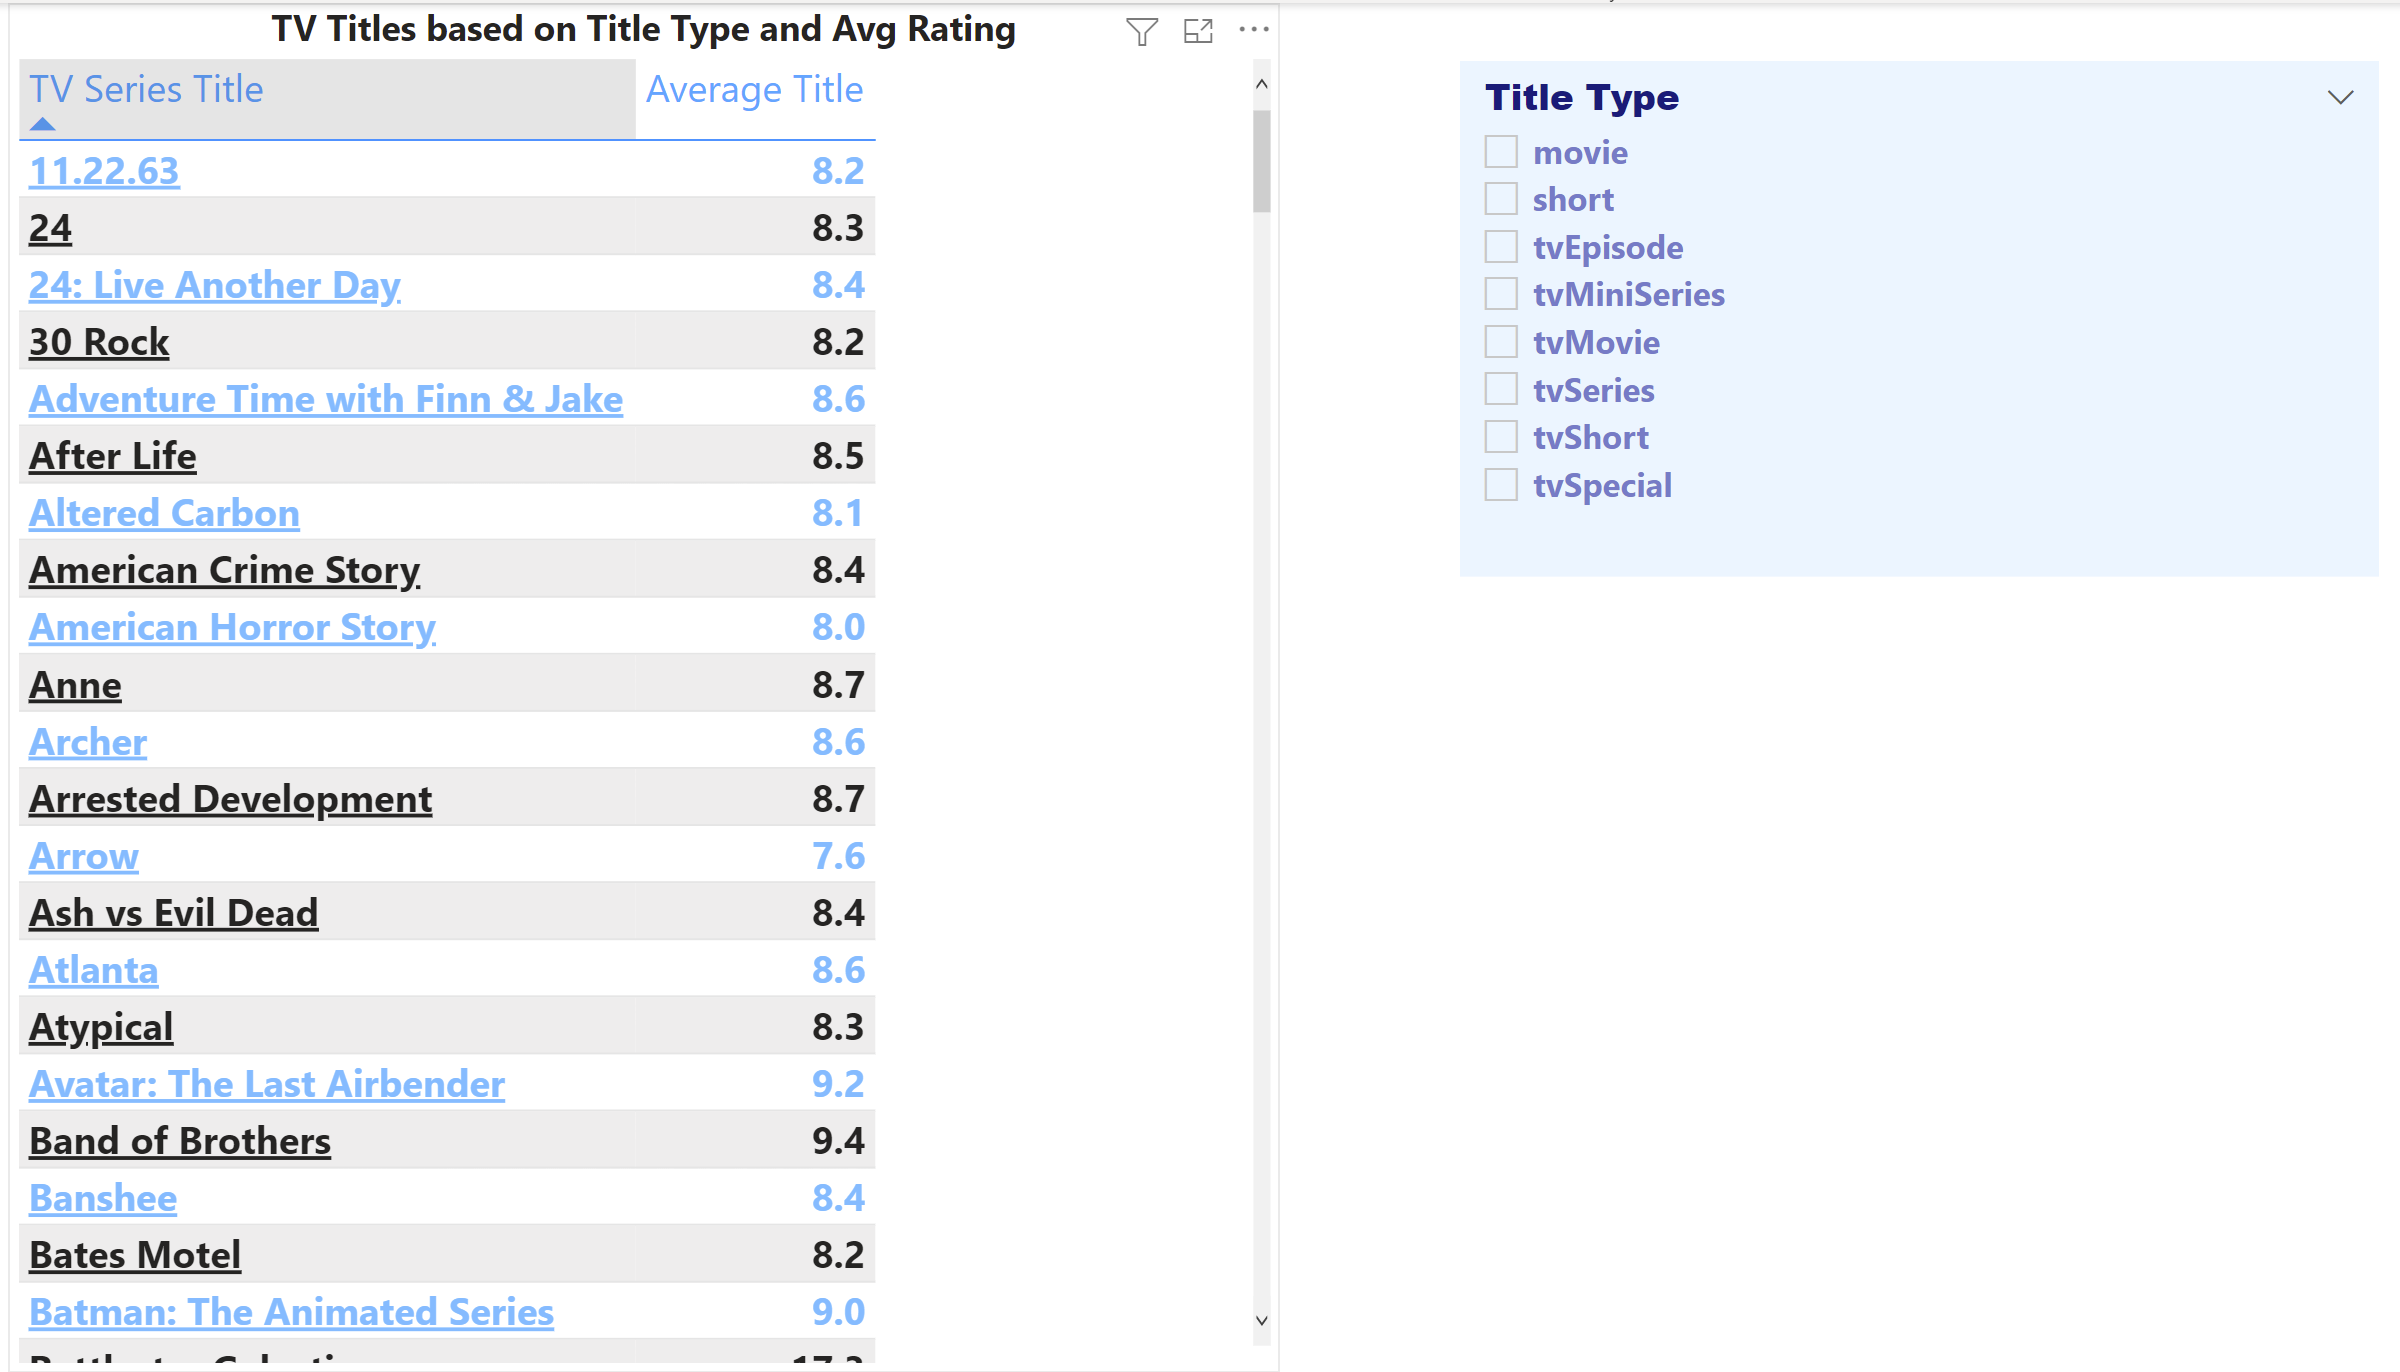 TV Titles based on Title Type and Avg Rating
TV Series Title Average Title
11.22.63 8.2
24 8.3
24: Live Another Day 8.4
30 Rock 8.2
Adventure Time with Finn & Jake 8.6
After Life 8.5
Altered Carbon 8.1
American Crime Story 8.4
American Horror Story 8.0
Anne 8.7
Archer 8.6
Arrested Development 8.7
Arrow 7.6
Ash vs Evil Dead 8.4
Atlanta 8.6
Atypical 8.3
Avatar: The Last Airbender 9.2
Band of Brothers 9.4
Banshee 8.4
Bates Motel 8.2
Batman: The Animated Series 9.0
Title Type
movie
short
tvEpisode
tvMiniSeries
tvMovie
tvSeries
tvShort
tvSpecial